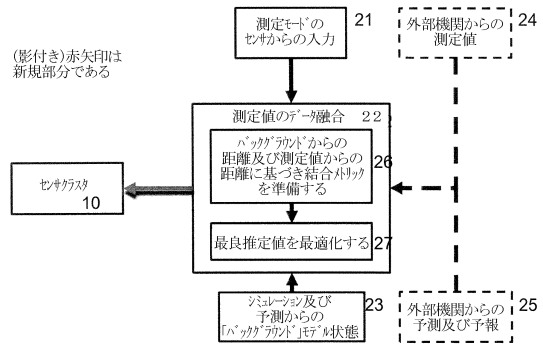 (影付き)赤矢印は
新規部分である
測定モードの
センサからの入力
21
外部機関からの
測定値
24
測定値のデータ融合 22
バックグラウンドからの
距離及び測定値からの
距離に基づき結合メトリック
を準備する
26
センサクラスタ
10
最良推定値を最適化する
27
シミュレーション及び
予測からの
「バックグラウンド」モデル状態
23
外部機関からの
予測及び予報
25